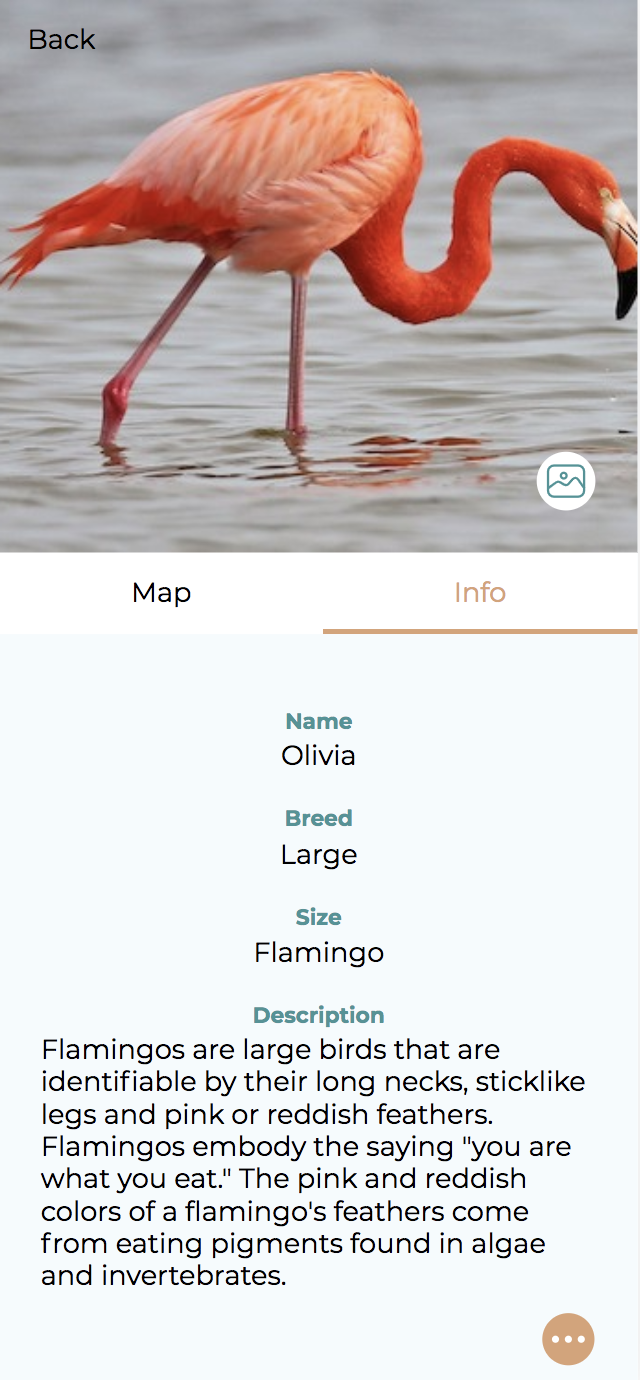 Back
Map
Info
Name
Olivia
Breed
Large
Size
Flamingo
Description
Flamingos are large birds that are
identifiable by their long necks, sticklike
legs and pink or reddish feathers.
Flamingos embody the saying "you are
what you eat." The pink and reddish
colors of a flamingo's feathers come
from eating pigments found in algae
and invertebrates.